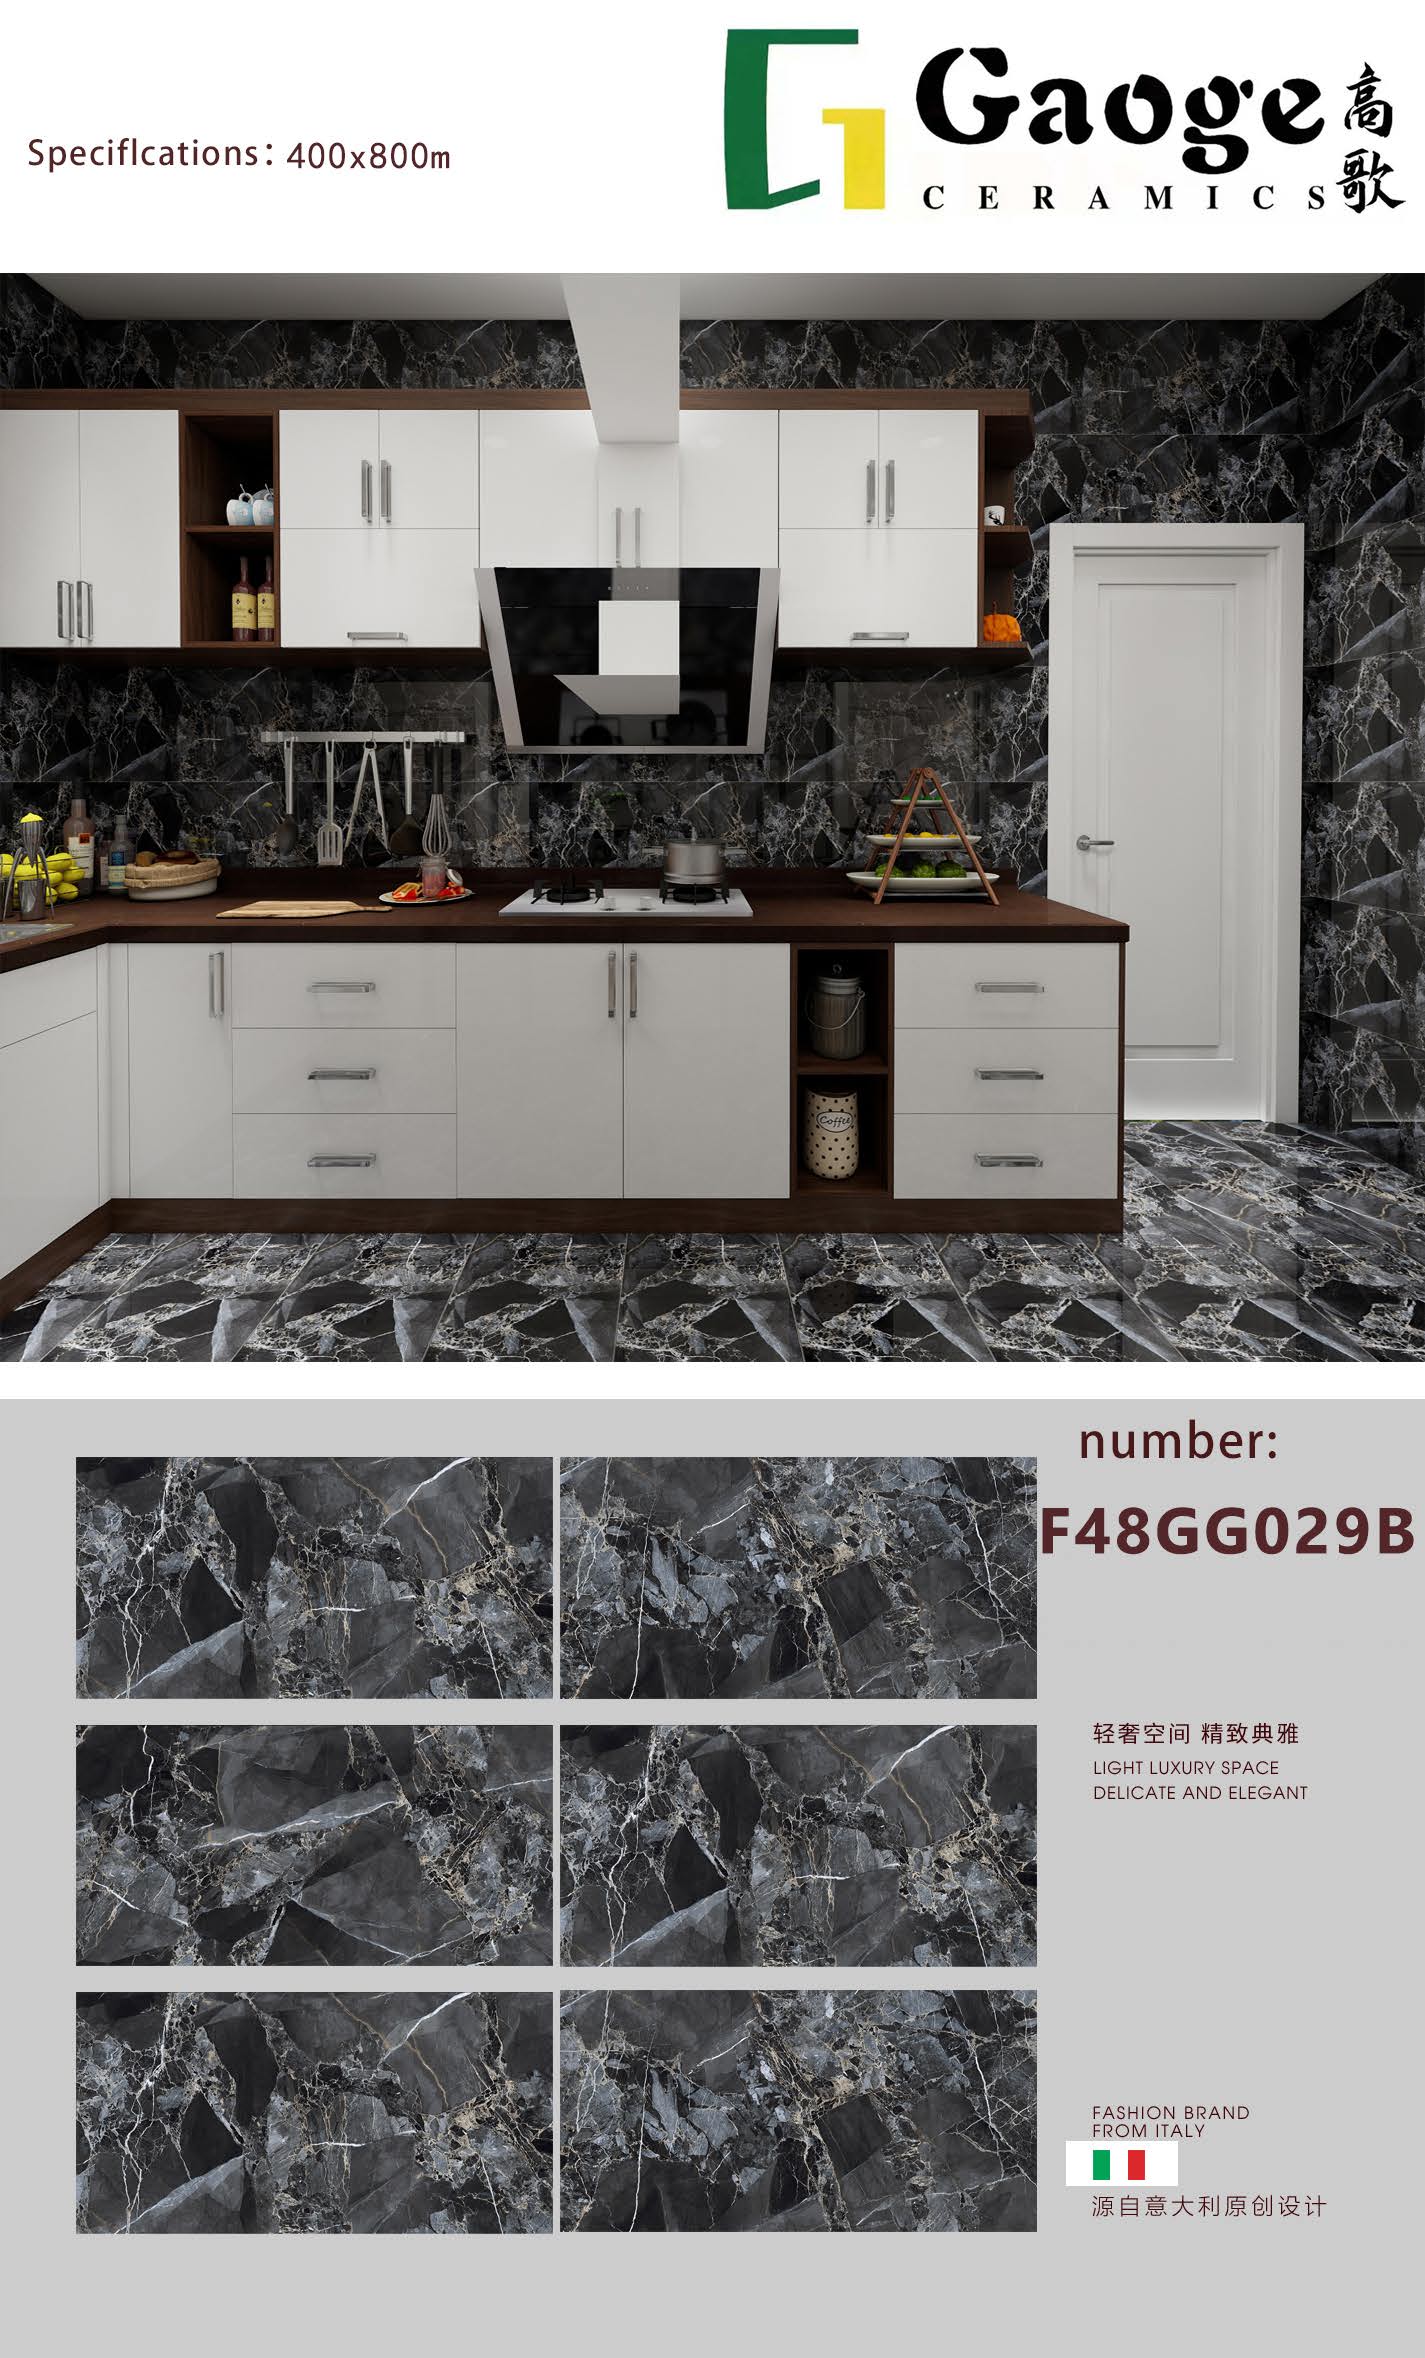 Speciflcations: 400x800m
Gaoge
CERAMICS
高歌
Coffee
number:
F48GG029B
轻奢空间 精致典雅
LIGHT LUXURY SPACE
DELICATE AND ELEGANT
FASHION BRAND
FROM ITALY
源自意大利原创设计